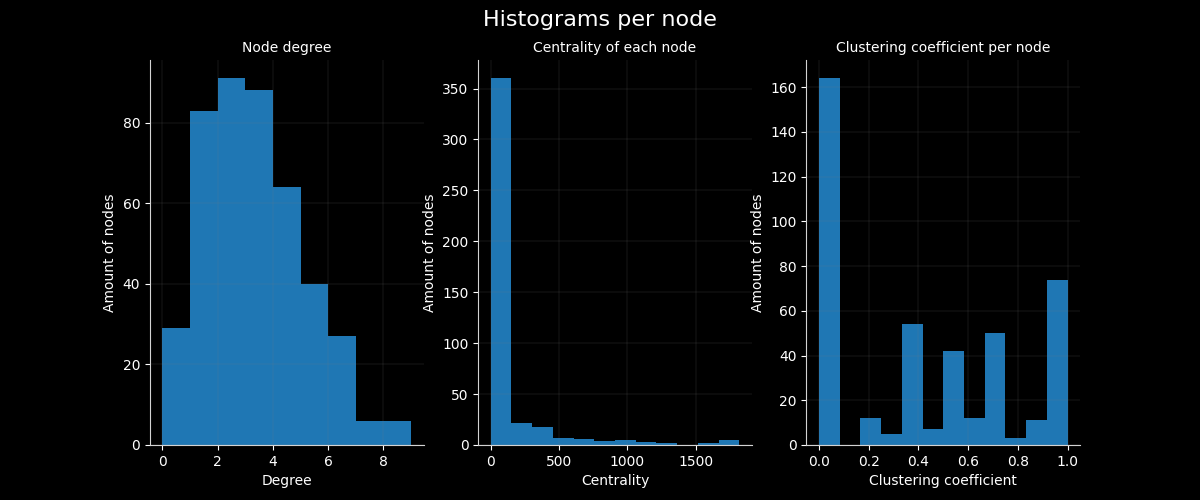 Histograms per node
Node degree
Centrality of each node
Clustering coefficient per node
Amount of nodes
80
60
40
20
0
0 2 4 6 8
Degree
Amount of nodes
350
300
250
200
150
100
50
0
0 500 1000 1500
Centrality
Amount of nodes
160
140
120
100
80
60
40
20
0
0.0 0.2 0.4 0.6 0.8 1.0
Clustering coefficient